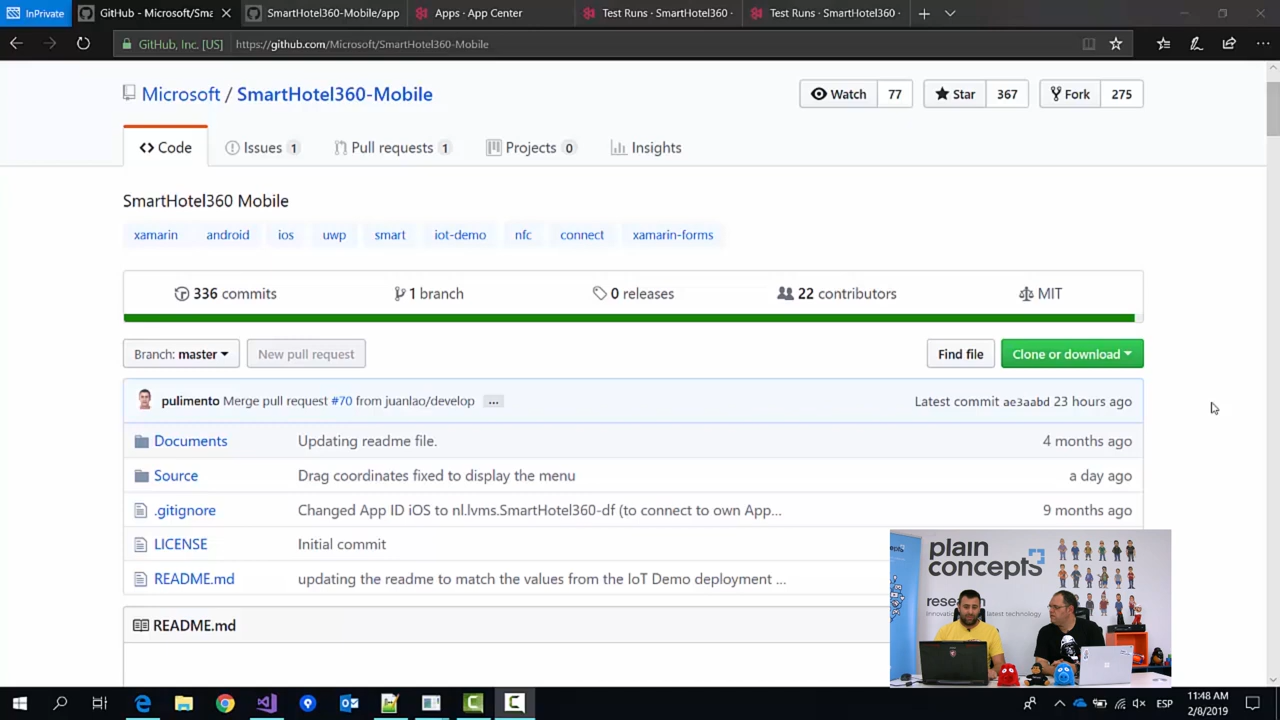 InPrivate
GitHub - Microsoft/Sma
SmartHotel360-Mobile/app
Apps · App Center
Test Runs · SmartHotel360 ·
Test Runs · SmartHotel360 ·
GitHub, Inc. [US]
https://github.com/Microsoft/SmartHotel360-Mobile
Microsoft / SmartHotel360-Mobile
Watch 77
Star 367
Fork 275
Code
Issues 1
Pull requests 1
Projects 0
Insights
SmartHotel360 Mobile
xamarin android ios uwp smart iot-demo nfc connect xamarin-forms
336 commits
1 branch
0 releases
22 contributors
MIT
Branch: master
New pull request
Find file
Clone or download
pulimento Merge pull request #70 from juanlao/develop ...
Latest commit ae3aabd 23 hours ago
Documents Updating readme file. 4 months ago
Source Drag coordinates fixed to display the menu a day ago
.gitignore Changed App ID iOS to nl.lvms.SmartHotel360-df (to connect to own App... 9 months ago
LICENSE Initial commit
README.md updating the readme to match the values from the IoT Demo deployment ...
README.md
plain
concepts
research
latest technology
ESP
11:48 AM
2/8/2019